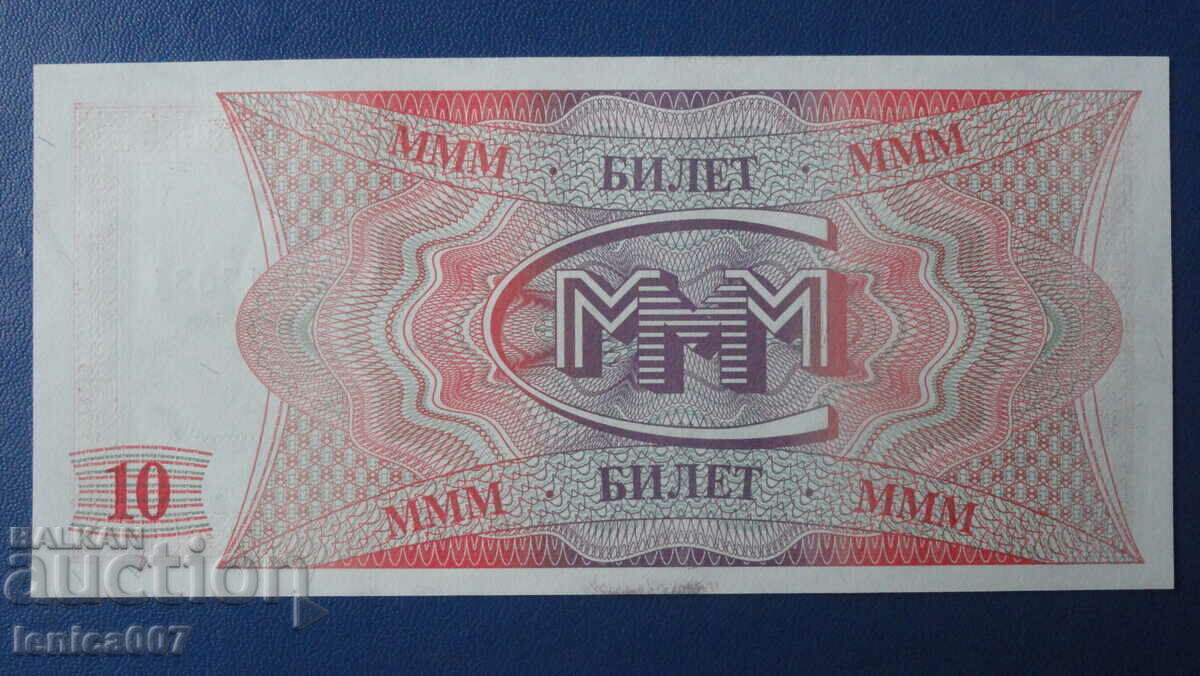 МММ · БИЛЕТ · МММ
МММ
МММ · БИЛЕТ · МММ
10
BALKAN
auction
lenica007